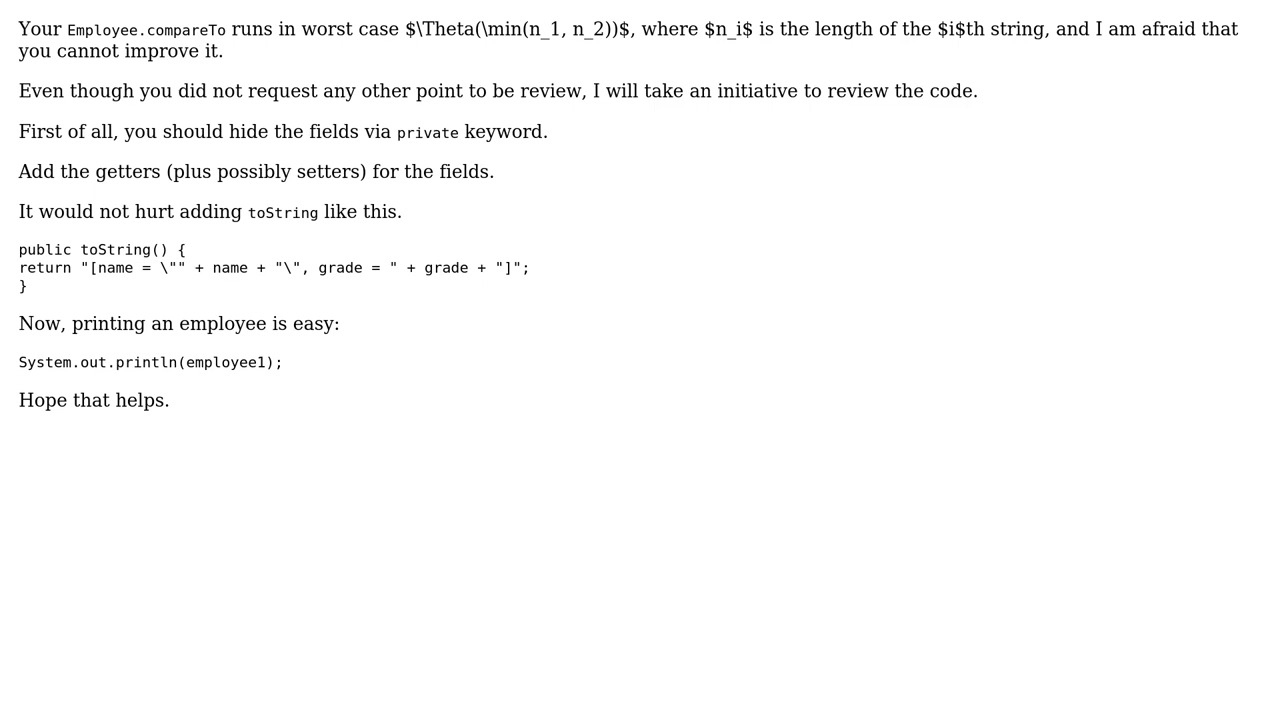 Your Employee.compareTo runs in worst case $\Theta(\min(n_1, n_2))$, where $n_i$ is the length of the $i$th string, and I am afraid that
you cannot improve it.
Even though you did not request any other point to be review, I will take an initiative to review the code.
First of all, you should hide the fields via private keyword.
Add the getters (plus possibly setters) for the fields.
It would not hurt adding toString like this.
public toString() {
return "[name = \"" + name + "\", grade = " + grade + "]";
}
Now, printing an employee is easy:
System.out.println(employee1);
Hope that helps.